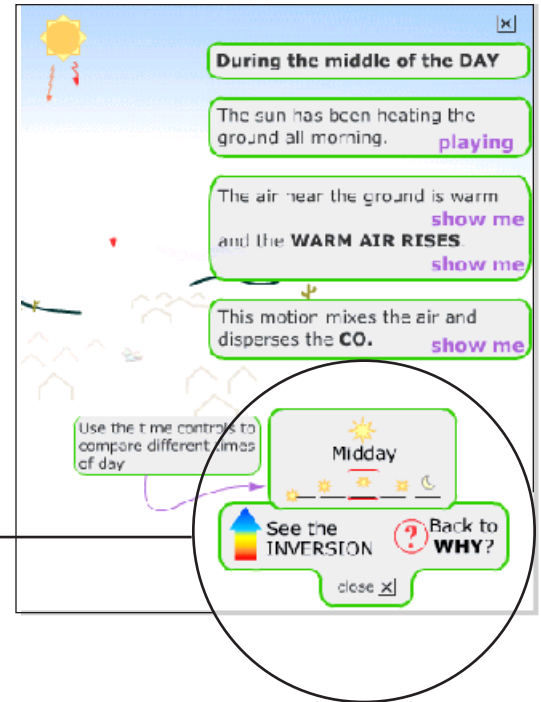 During the middle of the DAY
The sun has been heating the
ground all morning. playing
The air near the ground is warm
show me
and the WARM AIR RISES.
show me
This motion mixes the air and
disperses the CO. show me
Use the time controls to
compare different times
of day
Midday
See the
INVERSION
? Back to
WHY?
close x